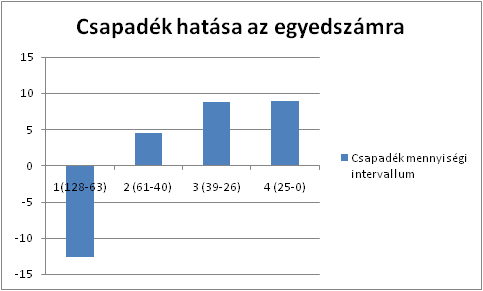 Csapadék hatása az egyedszámra
15
10
5
0
-5
-10
-15
1(128-63) 2 (61-40) 3 (39-26) 4 (25-0)
Csapadék mennyiségi
intervallum